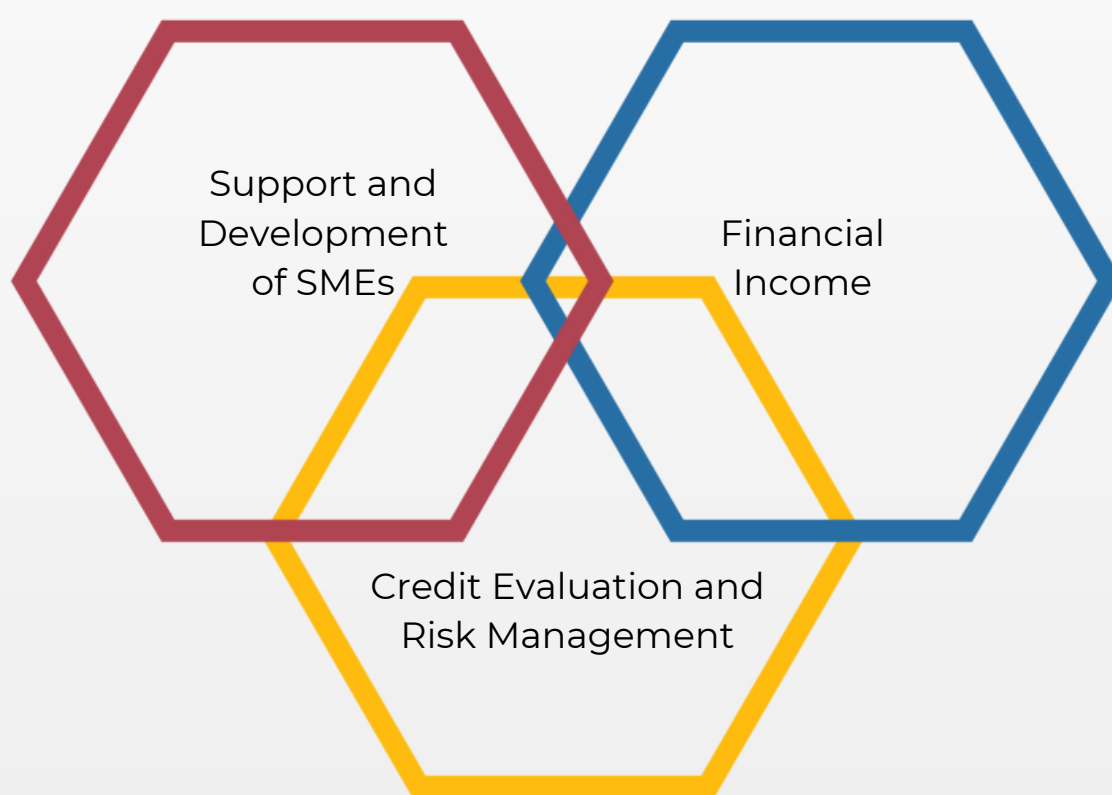 Support and
Development
of SMEs
Financial
Income
Credit Evaluation and
Risk Management